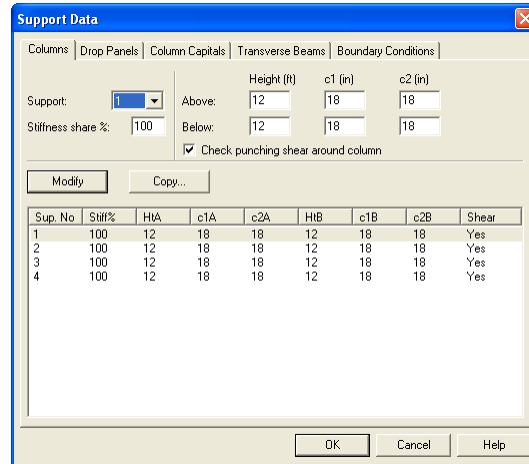 Support Data
Columns Drop Panels Column Capitals Transverse Beams Boundary Conditions
Height (ft) c1 (in) c2 (in)
Support: 1 Above: 12 18 18
Stiffness share %: 100 Below: 12 18 18
Check punching shear around column
Modify Copy...
Sup. No Stiff% HtA c1A c2A HtB c1B c2B Shear
1 100 12 18 18 12 18 18 Yes
2 100 12 18 18 12 18 18 Yes
3 100 12 18 18 12 18 18 Yes
4 100 12 18 18 12 18 18 Yes
OK Cancel Help